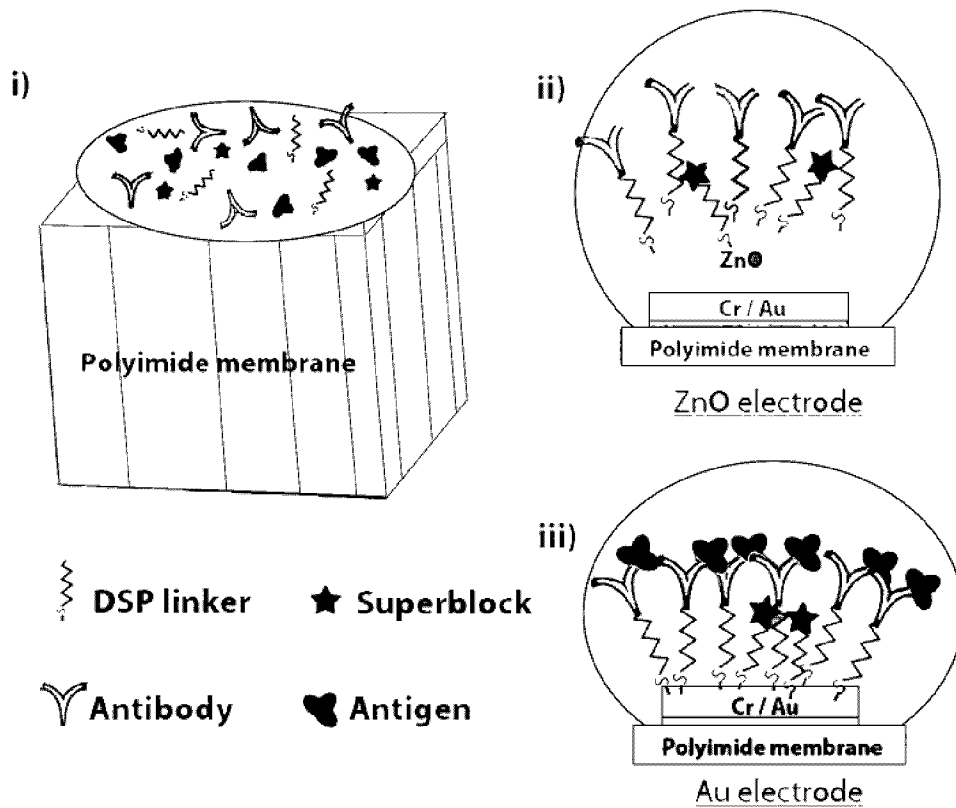 i)
Polyimide membrane
DSP linker
Superblock
Antibody
Antigen
ii)
ZnO
Cr / Au
Polyimide membrane
ZnO electrode
iii)
Cr / Au
Polyimide membrane
Au electrode